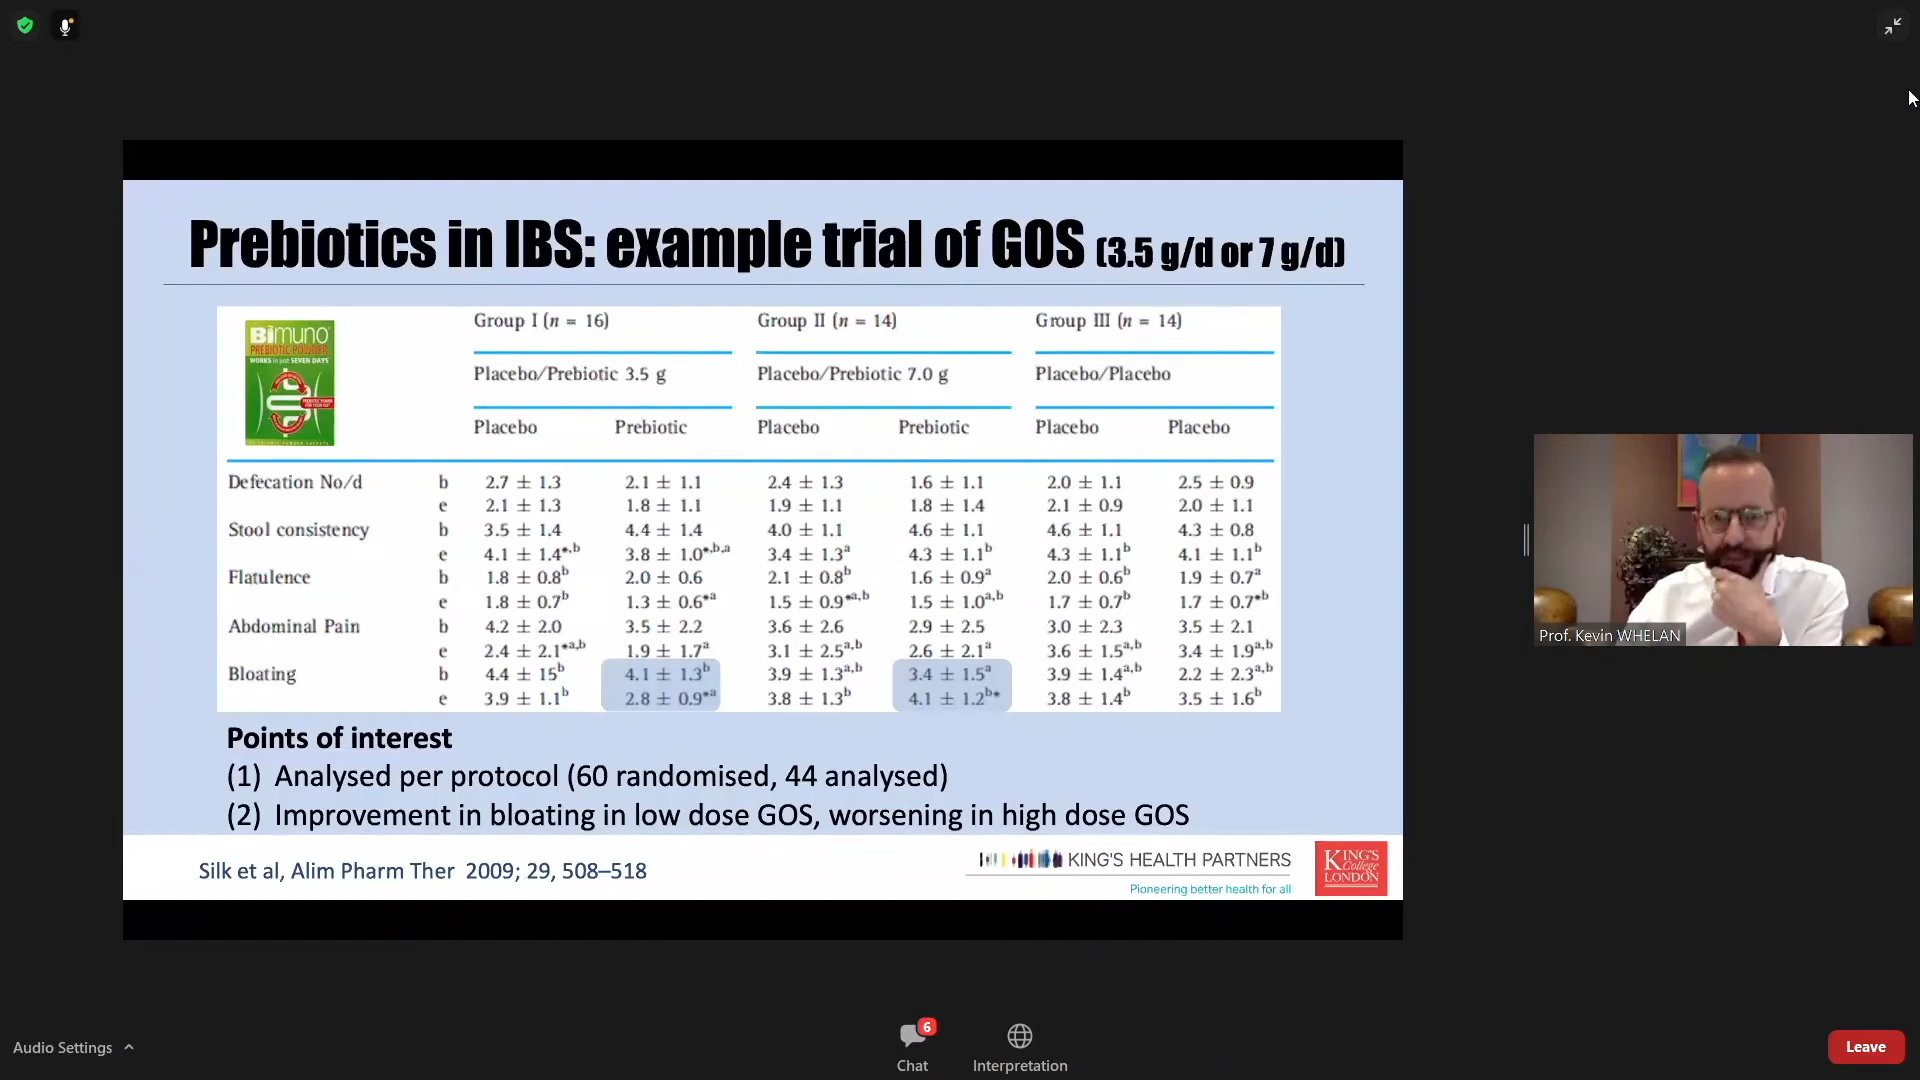 Prebiotics in IBS: example trial of GOS (3.5 g/d or 7 g/d)
Bimuno
PREBIOTIC POWDER
WORKS in just SEVEN DAYS
Group I (n = 16) Group II (n = 14) Group III (n = 14)
Placebo/Prebiotic 3.5 g Placebo/Prebiotic 7.0 g Placebo/Placebo
Placebo Prebiotic Placebo Prebiotic Placebo Placebo
Defecation No/d b 2.7 ± 1.3 2.1 ± 1.1 2.4 ± 1.3 1.6 ± 1.1 2.0 ± 1.1 2.5 ± 0.9
e 2.1 ± 1.3 1.8 ± 1.1 1.9 ± 1.1 1.8 ± 1.4 2.1 ± 0.9 2.0 ± 1.1
Stool consistency b 3.5 ± 1.4 4.4 ± 1.4 4.0 ± 1.1 4.6 ± 1.1 4.6 ± 1.1 4.3 ± 0.8
e 4.1 ± 1.4*,b 3.8 ± 1.0*,b,a 3.4 ± 1.3a 4.3 ± 1.1b 4.3 ± 1.1b 4.1 ± 1.1b
Flatulence b 1.8 ± 0.8b 2.0 ± 0.6 2.1 ± 0.8b 1.6 ± 0.9a 2.0 ± 0.6b 1.9 ± 0.7a
e 1.8 ± 0.7b 1.3 ± 0.6*a 1.5 ± 0.9*a,b 1.5 ± 1.0a,b 1.7 ± 0.7b 1.7 ± 0.7*b
Abdominal Pain b 4.2 ± 2.0 3.5 ± 2.2 3.6 ± 2.6 2.9 ± 2.5 3.0 ± 2.3 3.5 ± 2.1
e 2.4 ± 2.1*a,b 1.9 ± 1.7a 3.1 ± 2.5a,b 2.6 ± 2.1a 3.6 ± 1.5a,b 3.4 ± 1.9a,b
Bloating b 4.4 ± 15b 4.1 ± 1.3b 3.9 ± 1.3a,b 3.4 ± 1.5a 3.9 ± 1.4a,b 2.2 ± 2.3a,b
e 3.9 ± 1.1b 2.8 ± 0.9*a 3.8 ± 1.3b 4.1 ± 1.2b* 3.8 ± 1.4b 3.5 ± 1.6b
Points of interest
(1) Analysed per protocol (60 randomised, 44 analysed)
(2) Improvement in bloating in low dose GOS, worsening in high dose GOS
Silk et al, Alim Pharm Ther 2009; 29, 508–518
KING'S HEALTH PARTNERS
Pioneering better health for all
KING'S
College
LONDON
Prof. Kevin WHELAN
Audio Settings
6
Chat
Interpretation
Leave